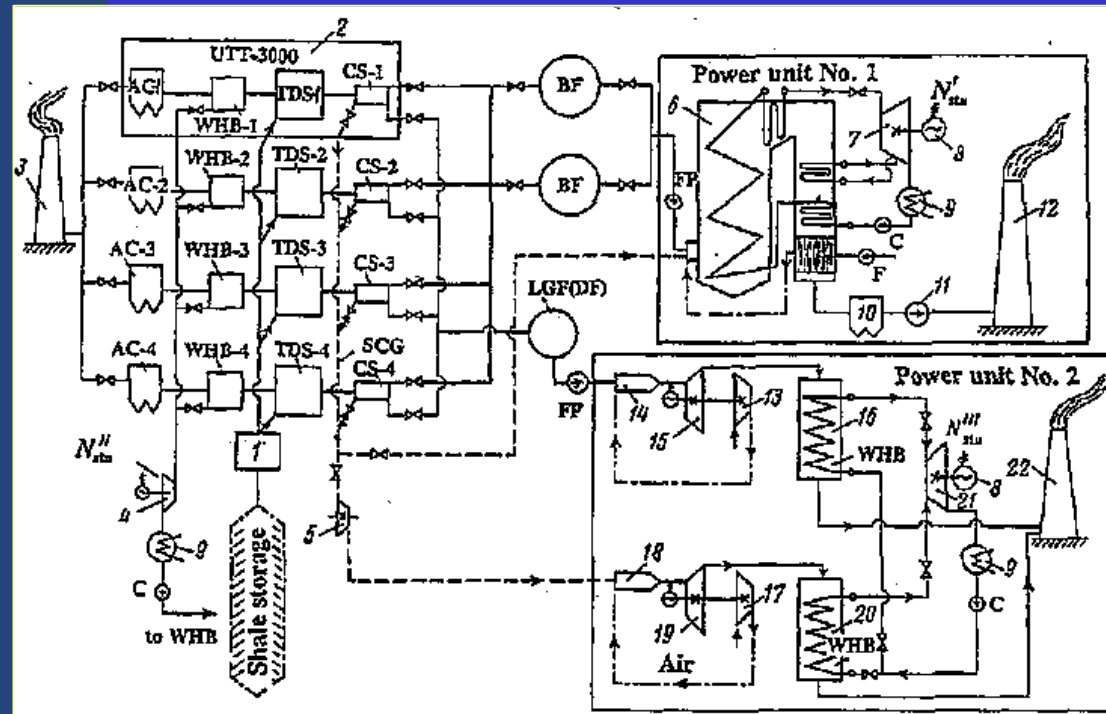 2
UTT-3000
CS-1
WHB-1
3
WHB-2
TDS-2
CS-2
AC-2
AC-3
WHB-3
TDS-3
CS-3
AC-4
WHB-4
TDS-4
SCG
CS-4
1
4
5
9
C
to WHB
Shale storage
BF
BF
LGF(DF)
FP
FP
Power unit No. 1
6
7
8
9
C
F
10
11
12
Power unit No. 2
14
15
13
16
WHB
18
19
17
Air
20
WHB
21
8
9
C
22